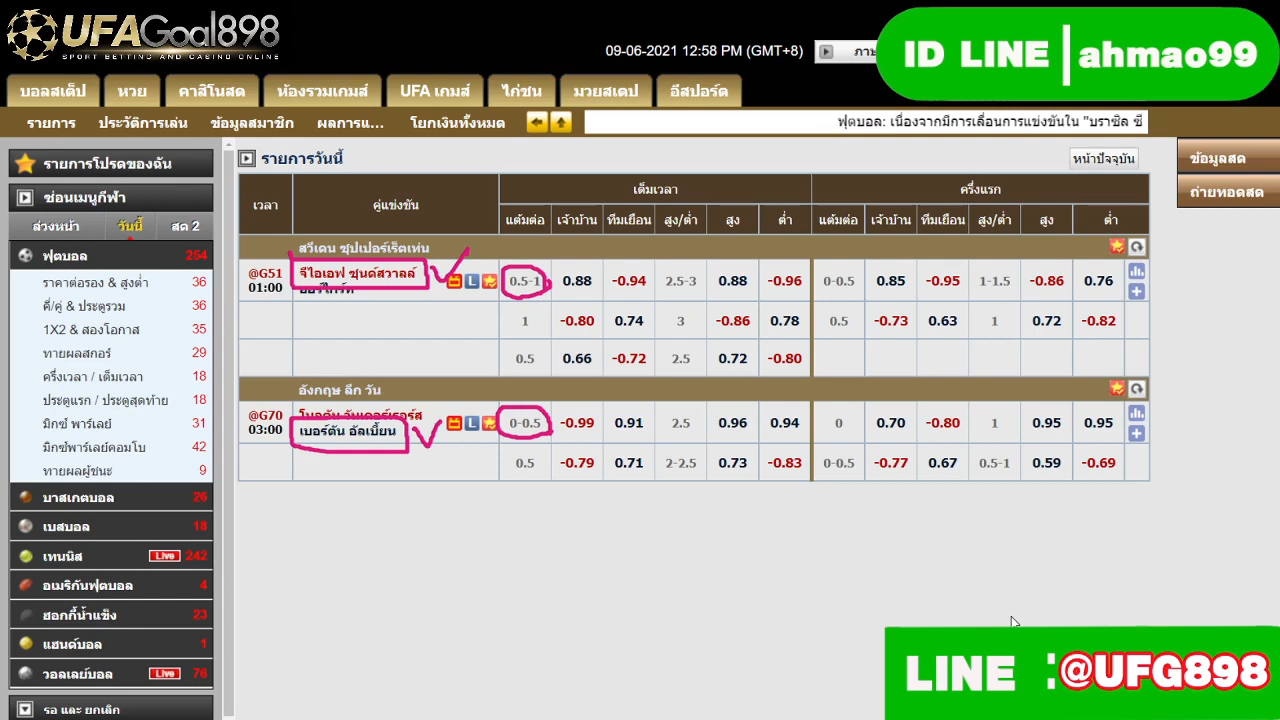 UFAGoal898
SPORT BETTING AND CASINO ONLINE
09-06-2021 12:58 PM (GMT+8)
ID LINE | ahmao99
บอลสเต็ป หวย คาสิโนสด ห้องรวมเกมส์ UFA เกมส์ ไก่ชน มวยสเตป อีสปอร์ต
รายการ ประวัติการเล่น ข้อมูลสมาชิก ผลการแ... โยกเงินทั้งหมด
ฟุตบอล: เนื่องจากมีการเลื่อนการแข่งขันใน "บราซิล ซี
รายการโปรดของฉัน
ซ่อนเมนูกีฬา
ล่วงหน้า วันนี้ สด 2
ฟุตบอล 254
ราคาต่อรอง & สูงต่ำ 36
คี่/คู่ & ประตูรวม 36
1X2 & สองโอกาส 35
ทายผลสกอร์ 29
ครึ่งเวลา / เต็มเวลา 18
ประตูแรก / ประตูสุดท้าย 18
มิกซ์ พาร์เลย์ 31
มิกซ์พาร์เลย์คอมโบ 42
ทายผลผู้ชนะ 9
บาสเกตบอล 26
เบสบอล 18
เทนนิส Live 242
อเมริกันฟุตบอล 4
ฮอกกี้น้ำแข็ง 23
แฮนด์บอล 1
วอลเลย์บอล Live 76
รอ และ ยกเลิก
รายการวันนี้
หน้าปัจจุบัน
เวลา คู่แข่งขัน เต็มเวลา ครึ่งแรก
แต้มต่อ เจ้าบ้าน ทีมเยือน สูง/ต่ำ สูง ต่ำ แต้มต่อ เจ้าบ้าน ทีมเยือน สูง/ต่ำ สูง ต่ำ
สวีเดน ซุปเปอร์เร็ตเท่น
@G51 จีไอเอฟ ซุนด์สวาลล์
01:00
0.5-1 0.88 -0.94 2.5-3 0.88 -0.96 0-0.5 0.85 -0.95 1-1.5 -0.86 0.76
1 -0.80 0.74 3 -0.86 0.78 0.5 -0.73 0.63 1 0.72 -0.82
0.5 0.66 -0.72 2.5 0.72 -0.80
อังกฤษ ลีก วัน
@G70
03:00 เบอร์ตัน อัลเบี้ยน
0-0.5 -0.99 0.91 2.5 0.96 0.94 0 0.70 -0.80 1 0.95 0.95
0.5 -0.79 0.71 2-2.5 0.73 -0.83 0-0.5 -0.77 0.67 0.5-1 0.59 -0.69
ข้อมูลสด
ถ่ายทอดสด
LINE :@UFG898